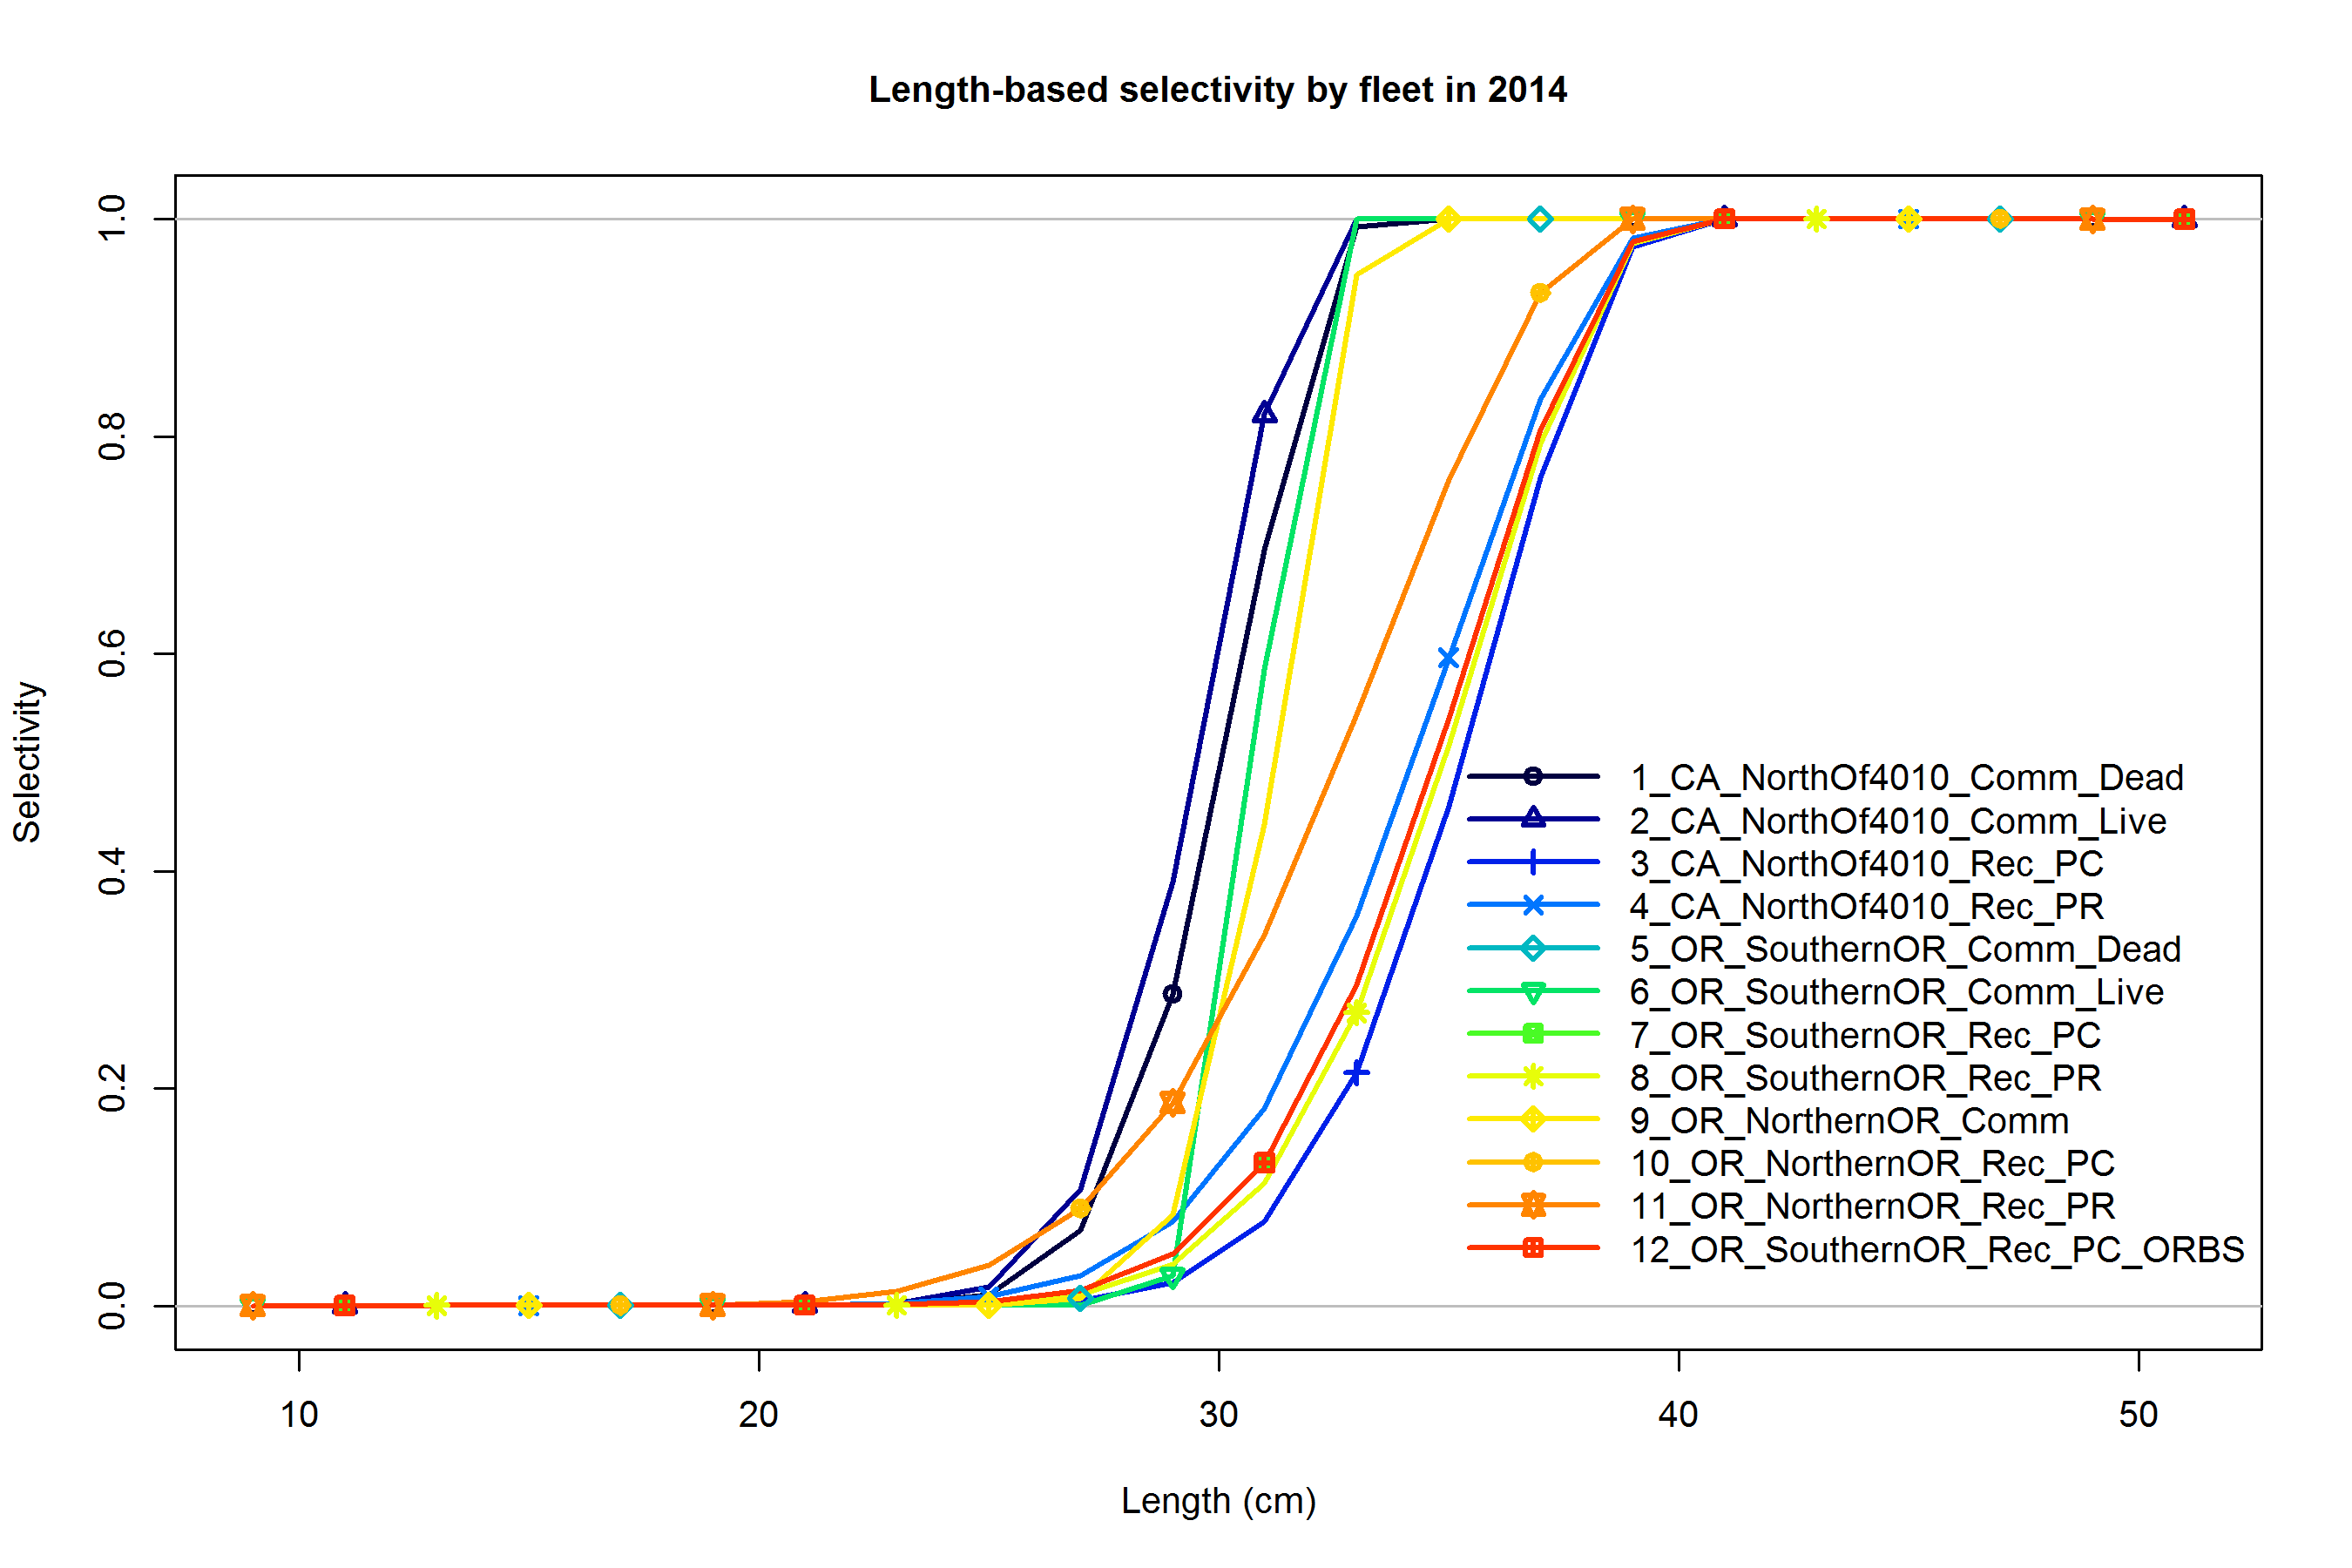 Length-based selectivity by fleet in 2014
Selectivity
1.0
0.8
0.6
0.4
0.2
0.0
1_CA_NorthOf4010_Comm_Dead
2_CA_NorthOf4010_Comm_Live
3_CA_NorthOf4010_Rec_PC
4_CA_NorthOf4010_Rec_PR
5_OR_SouthernOR_Comm_Dead
6_OR_SouthernOR_Comm_Live
7_OR_SouthernOR_Rec_PC
8_OR_SouthernOR_Rec_PR
9_OR_NorthernOR_Comm
10_OR_NorthernOR_Rec_PC
11_OR_NorthernOR_Rec_PR
12_OR_SouthernOR_Rec_PC_ORBS
10 20 30 40 50
Length (cm)